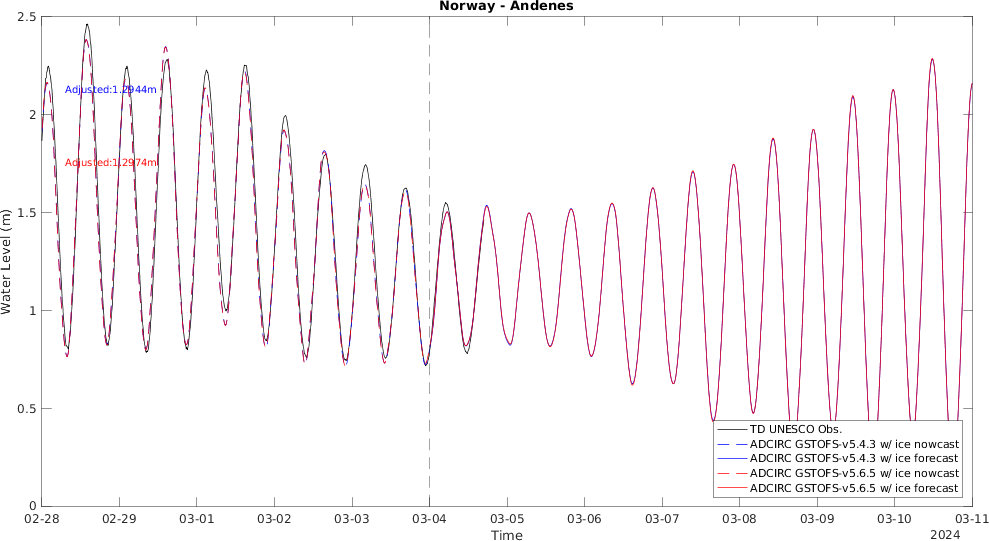 Norway - Andenes
2.5
2
1.5
1
0.5
0
Water Level (m)
Adjusted:1.2944m
Adjusted:1.2974m
TD UNESCO Obs.
ADCIRC GSTOFS-v5.4.3 w/ ice nowcast
ADCIRC GSTOFS-v5.4.3 w/ ice forecast
ADCIRC GSTOFS-v5.6.5 w/ ice nowcast
ADCIRC GSTOFS-v5.6.5 w/ ice forecast
02-28 02-29 03-01 03-02 03-03 03-04 03-05 03-06 03-07 03-08 03-09 03-10 03-11
Time
2024